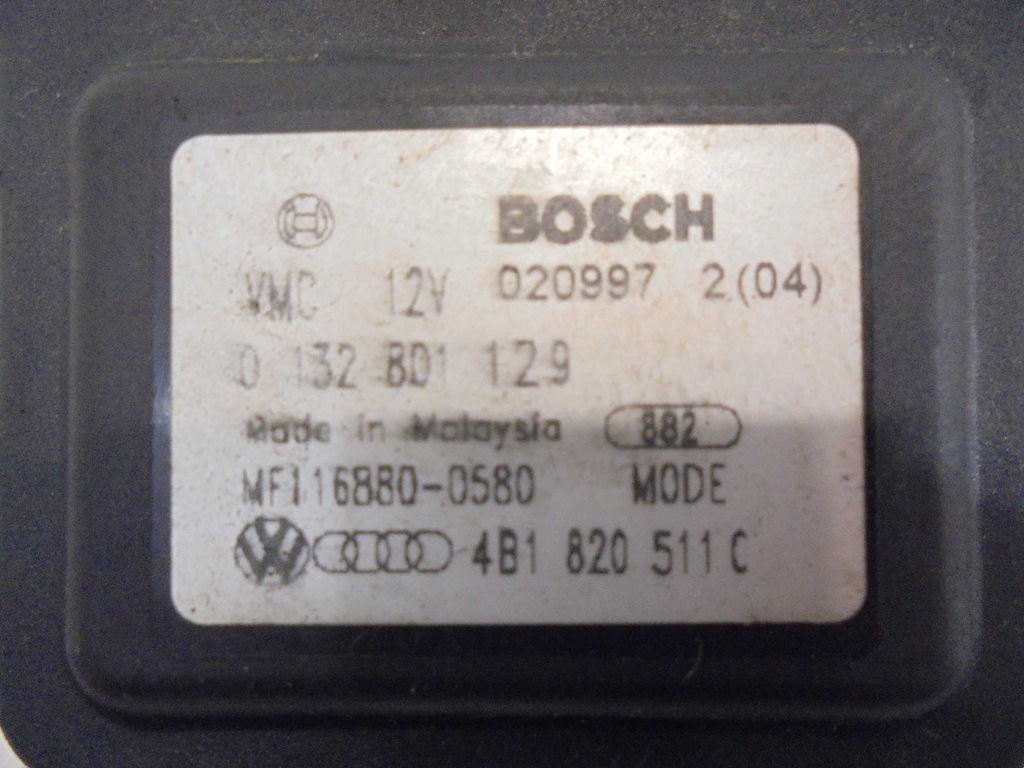 BOSCH
VMC 12V 020997 2(04)
0 132 801 129
Made in Malaysia 882
MF116880-0580 MODE
4B1 820 511 C